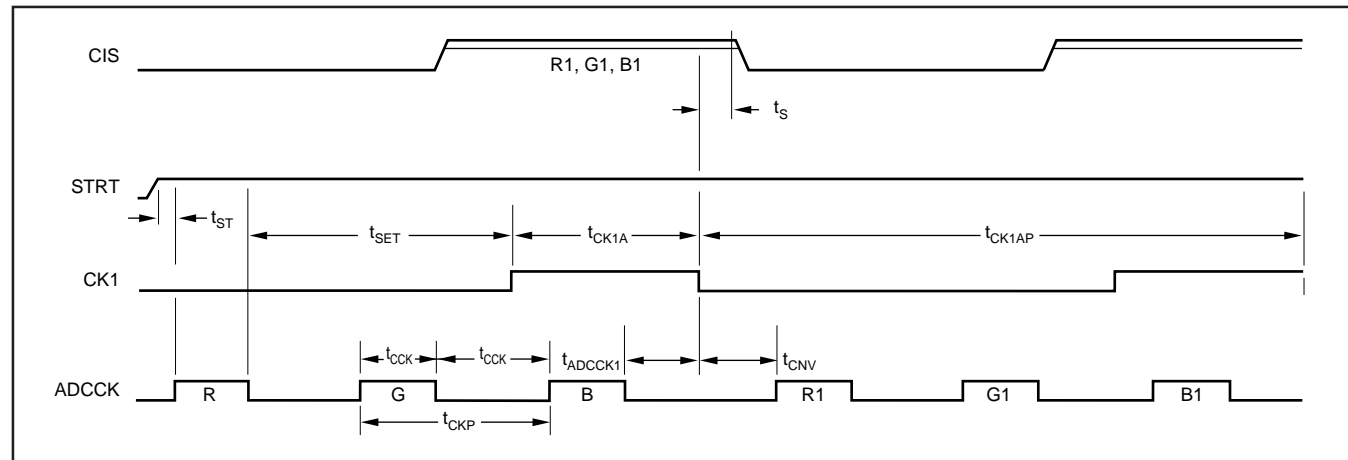 CIS
R1, G1, B1
tS
STRT
tST
tSET
tCK1A
tCK1AP
CK1
tCCK
tCCK
tADCCK1
tCNV
ADCCK
R
G
B
R1
G1
B1
tCKP